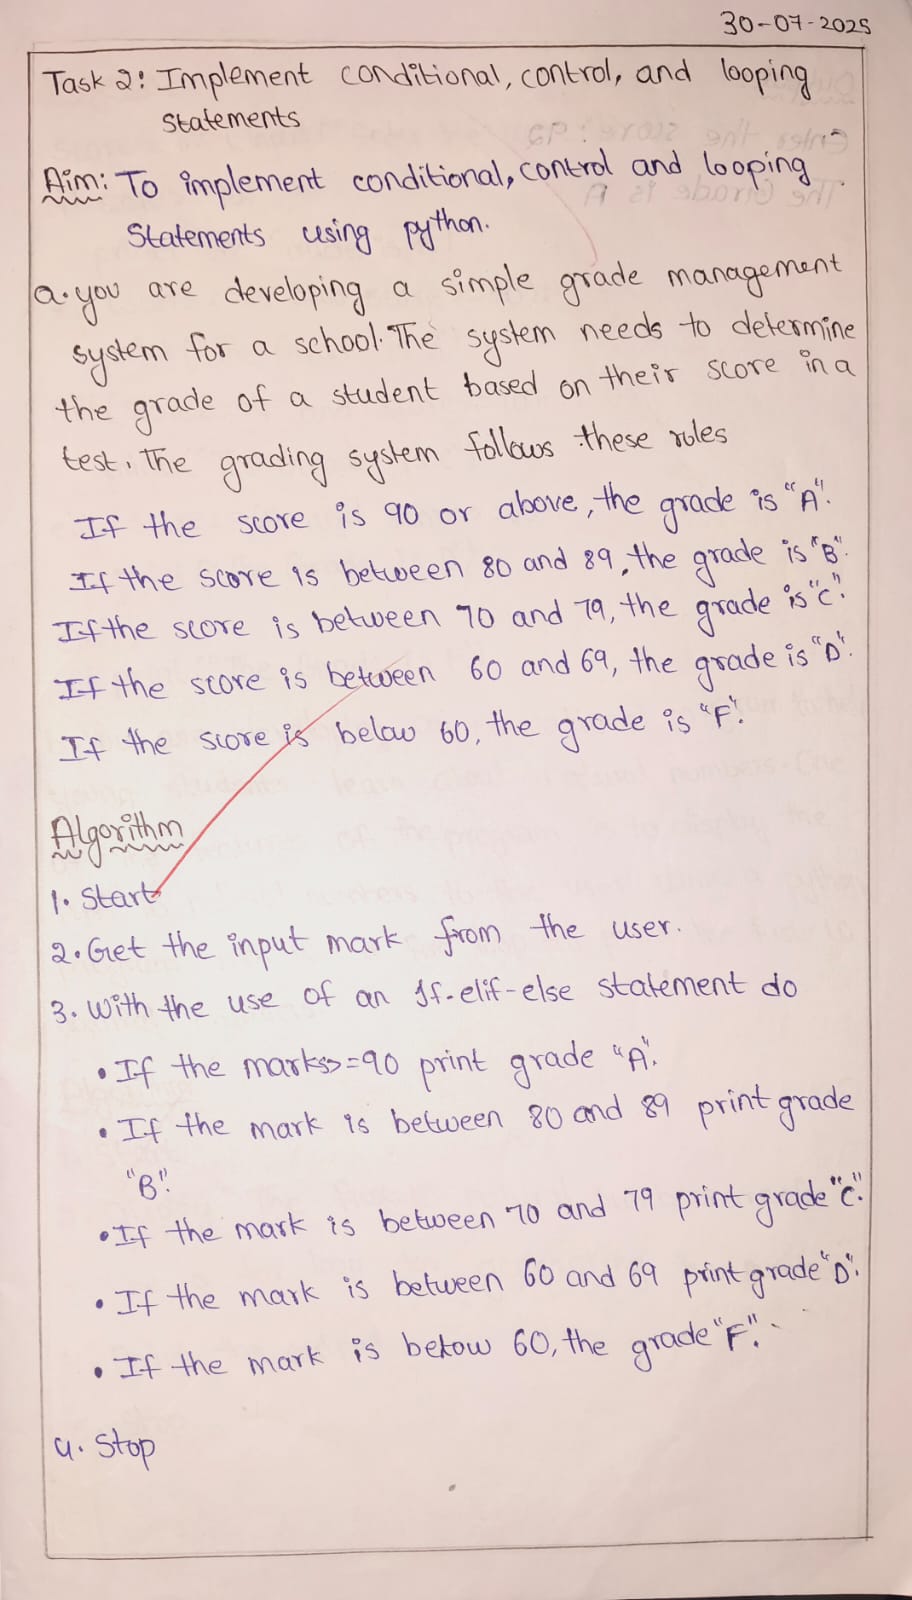 30-07-2025
Task 2: Implement conditional, control, and looping
Statements
Aim: To implement conditional, control and looping
Statements using python.
a. you are developing a simple grade management
system for a school. The system needs to determine
the grade of a student based on their score in a
test. The grading system follows these rules
If the score is 90 or above, the grade is "A".
If the score is between 80 and 89, the grade is "B".
If the score is between 70 and 79, the grade is "C".
If the score is between 60 and 69, the grade is "D".
If the score is below 60, the grade is "F".
Algorithm
1. Start
2. Get the input mark from the user.
3. With the use of an If-elif-else statement do
• If the marks>=90 print grade "A".
• If the mark is between 80 and 89 print grade
"B".
• If the mark is between 70 and 79 print grade "C".
• If the mark is between 60 and 69 print grade "D".
• If the mark is below 60, the grade "F".
4. Stop